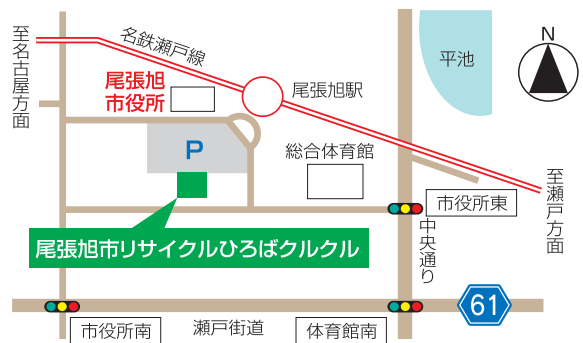 至名古屋方面
名鉄瀬戸線
尾張旭
市役所
尾張旭駅
平池
N
P
総合体育館
至瀬戸方面
市役所東
尾張旭市リサイクルひろばクルクル
中央通り
61
市役所南
瀬戸街道
体育館南